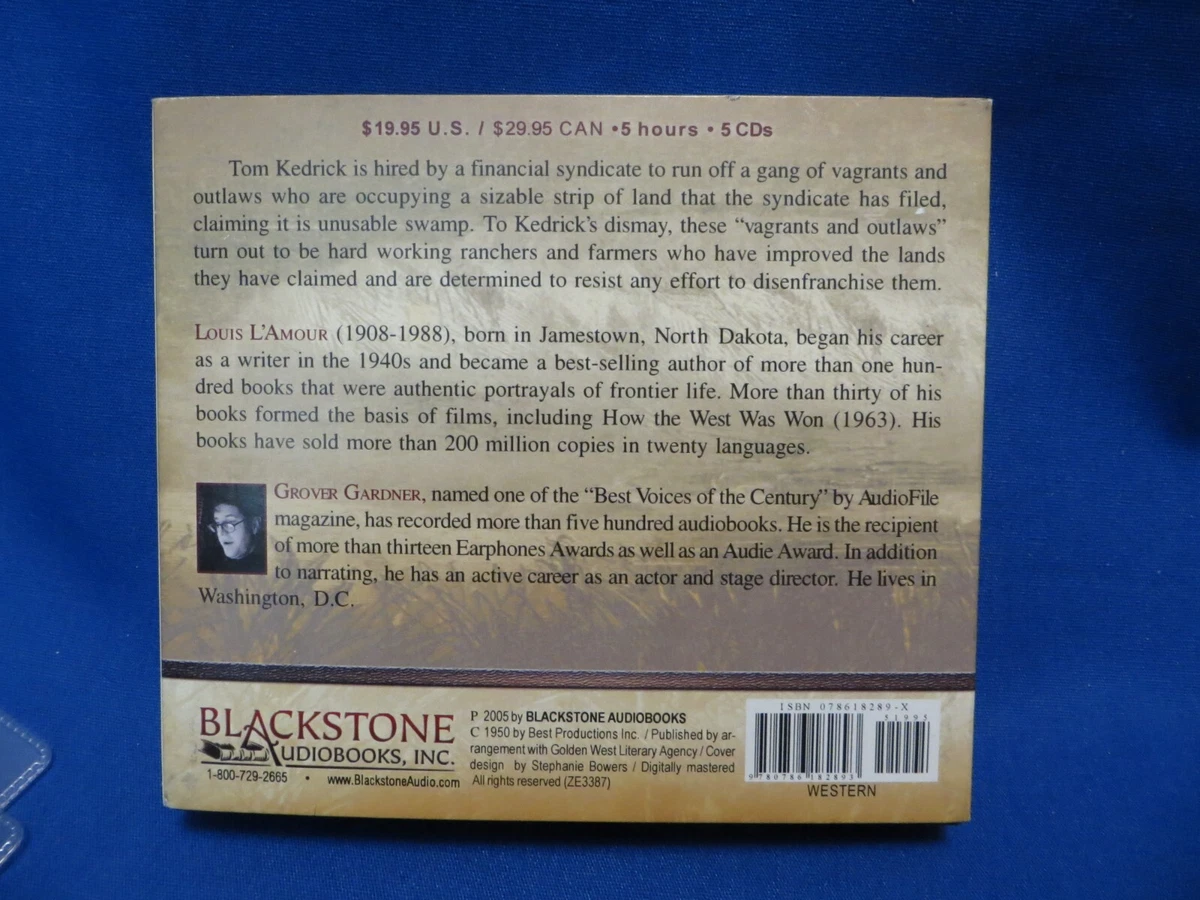 $19.95 U.S. / $29.95 CAN •5 hours • 5 CDs
Tom Kedrick is hired by a financial syndicate to run off a gang of vagrants and
outlaws who are occupying a sizable strip of land that the syndicate has filed,
claiming it is unusable swamp. To Kedrick's dismay, these “vagrants and outlaws”
turn out to be hard working ranchers and farmers who have improved the lands
they have claimed and are determined to resist any effort to disenfranchise them.
LOUIS L'AMOUR (1908-1988), born in Jamestown, North Dakota, began his career
as a writer in the 1940s and became a best-selling author of more than one hun-
dred books that were authentic portrayals of frontier life. More than thirty of his
books formed the basis of films, including How the West Was Won (1963). His
books have sold more than 200 million copies in twenty languages.
GROVER GARDNER, named one of the “Best Voices of the Century” by AudioFile
magazine, has recorded more than five hundred audiobooks. He is the recipient
of more than thirteen Earphones Awards as well as an Audie Award. In addition
to narrating, he has an active career as an actor and stage director. He lives in
Washington, D.C.
BLACKSTONE
AUDIOBOOKS, INC.
1-800-729-2665 • www.BlackstoneAudio.com
P 2005 by BLACKSTONE AUDIOBOOKS
C 1950 by Best Productions Inc. / Published by ar-
rangement with Golden West Literary Agency / Cover
design by Stephanie Bowers / Digitally mastered
All rights reserved (ZE3387)
ISBN 078618289-X
51995
9 780786 182893
WESTERN